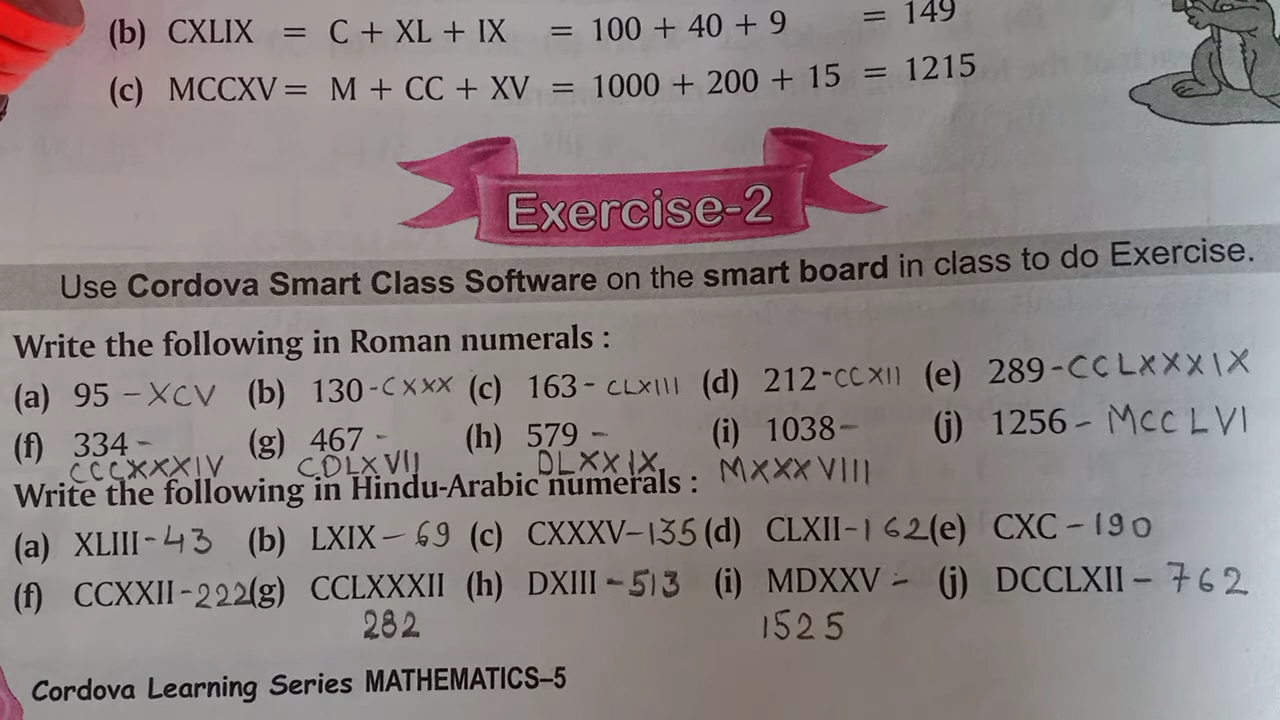 (b) CXLIX = C + XL + IX = 100 + 40 + 9 = 149
(c) MCCXV = M + CC + XV = 1000 + 200 + 15 = 1215
Exercise-2
Use Cordova Smart Class Software on the smart board in class to do Exercise.
Write the following in Roman numerals :
(a) 95 - XCV (b) 130 - CXXX (c) 163 - CLXIII (d) 212 - CCXII (e) 289 - CCLXXXIX
(f) 334 - (g) 467 - (h) 579 - (i) 1038 - (j) 1256 - MCCLVI
CCCXXXIV CDLXVII DLXXIX MXXXVIII
Write the following in Hindu-Arabic numerals :
(a) XLIII - 43 (b) LXIX - 69 (c) CXXXV - 135 (d) CLXII - 162 (e) CXC - 190
(f) CCXXII - 222 (g) CCLXXXII (h) DXIII - 513 (i) MDXXV - (j) DCCLXII - 762
282 1525
Cordova Learning Series MATHEMATICS–5